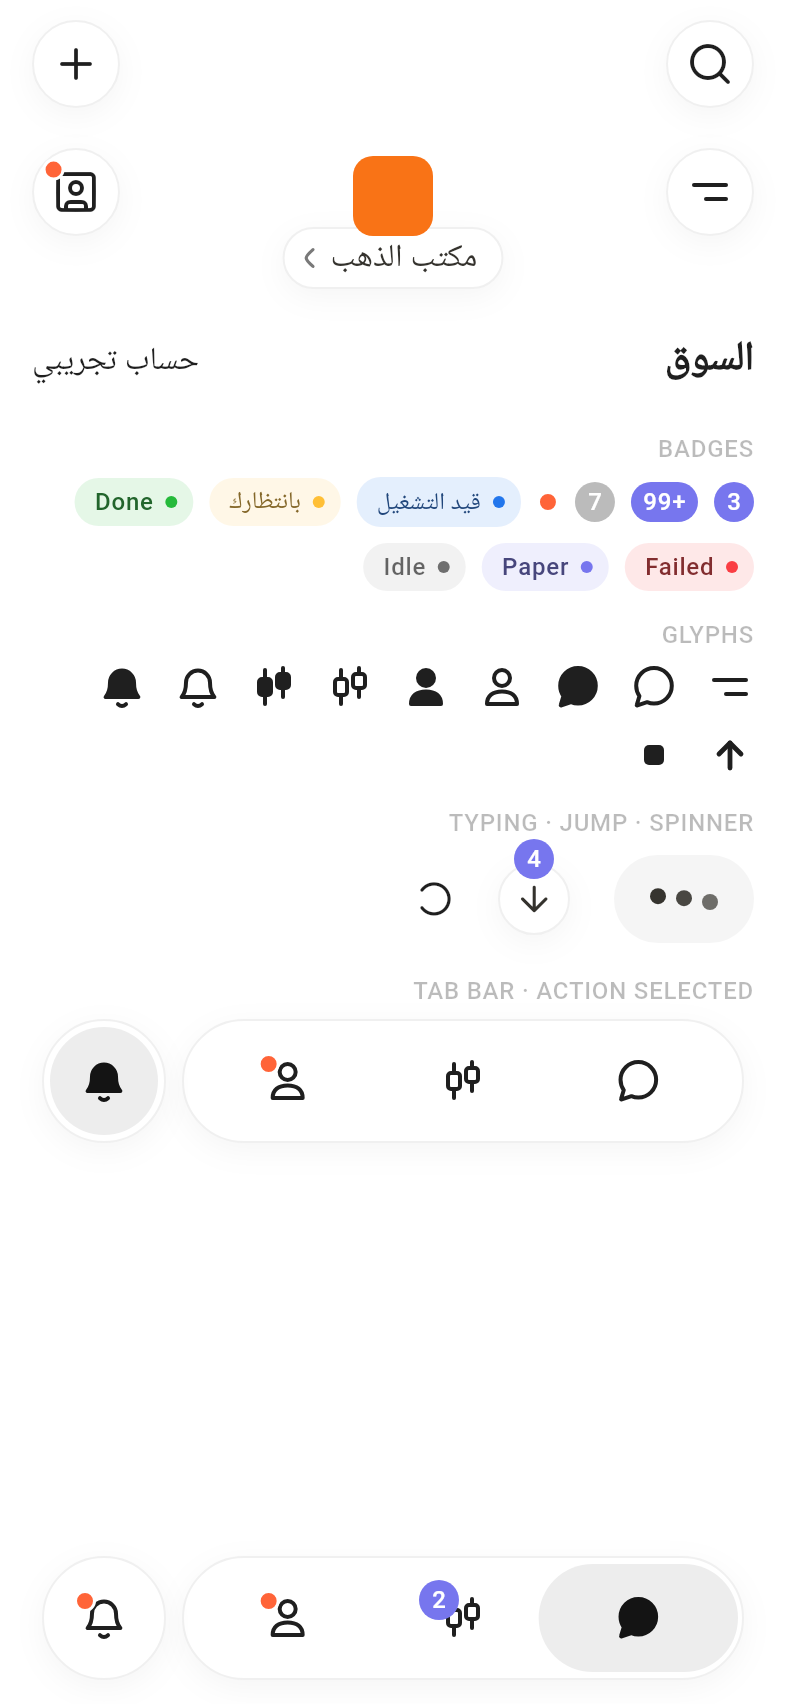 مكتب الذهب
السوق
حساب تجريبي
BADGES
3 99+ 7 قيد التشغيل بانتظارك Done
Failed Paper Idle
GLYPHS
TYPING · JUMP · SPINNER
4
TAB BAR · ACTION SELECTED
2